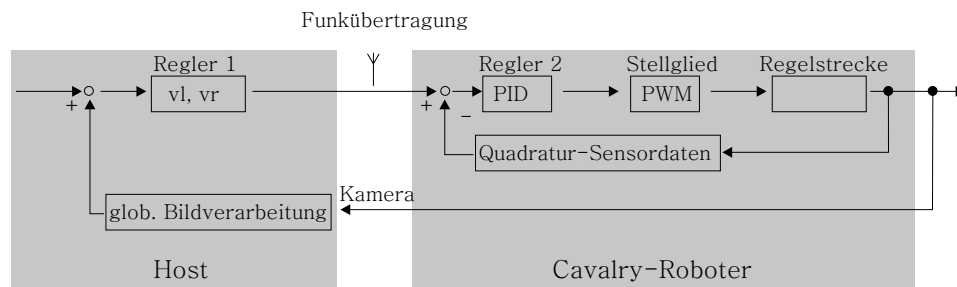 Funkübertragung
Regler 1
Regler 2
Stellglied
Regelstrecke
vl, vr
PID
PWM
+
+
−
Quadratur-Sensordaten
Kamera
glob. Bildverarbeitung
+
Host
Cavalry-Roboter